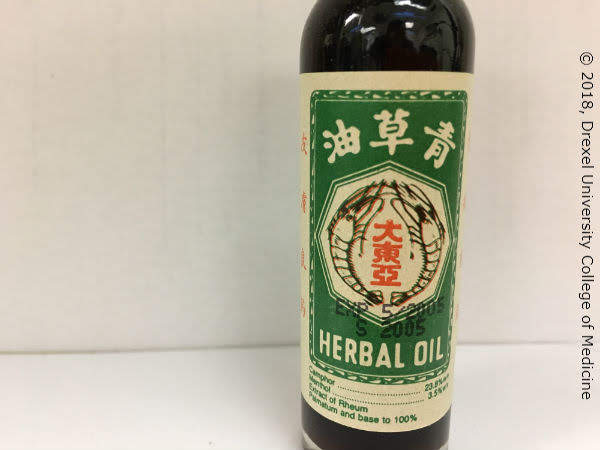 油草青
大東亞
EXP 5/2005
S 2005
HERBAL OIL
Camphor ........................ 23.8%
Menthol ........................ 3.5%
Extract of Rheum
Palmatum and base to 100%
© 2018, Drexel University College of Medicine